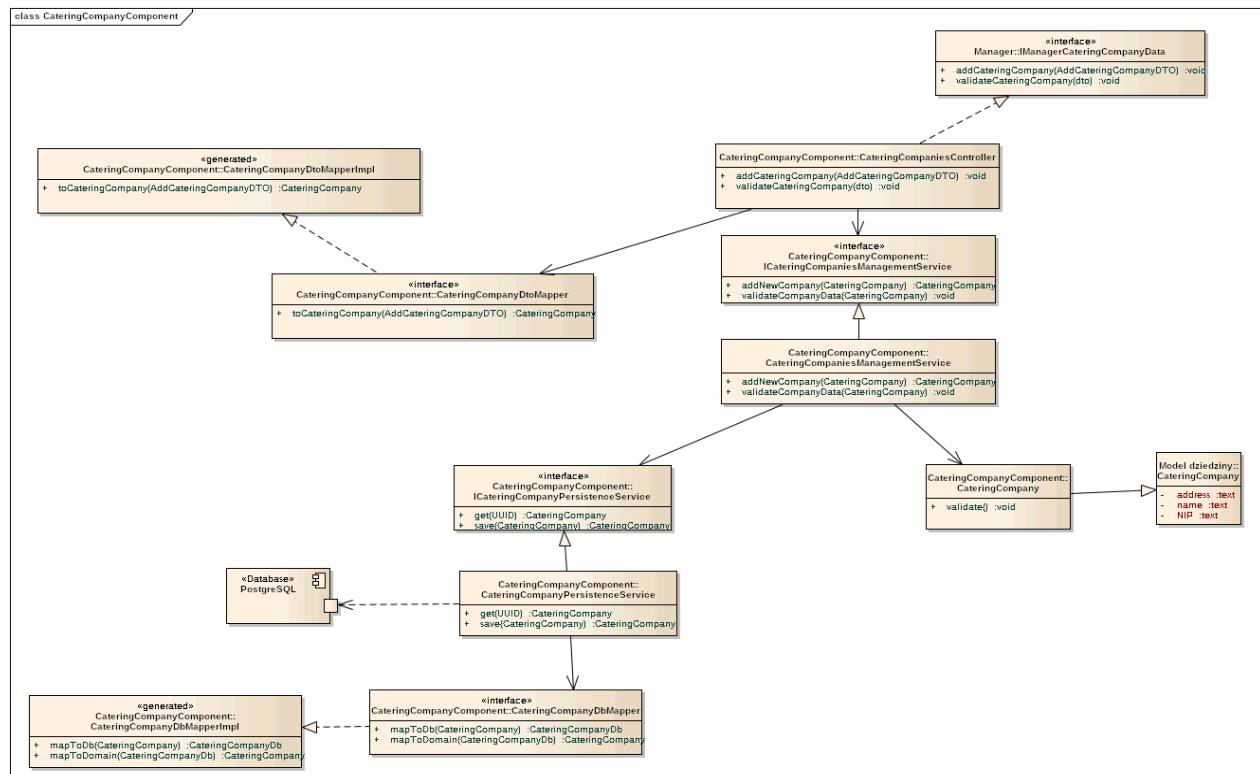 class CateringCompanyComponent
«interface»
Manager::IManagerCateringCompanyData
+ addCateringCompany(AddCateringCompanyDTO) :void
+ validateCateringCompany(dto) :void
«generated»
CateringCompanyComponent::CateringCompanyDtoMapperImpl
+ toCateringCompany(AddCateringCompanyDTO) :CateringCompany
CateringCompanyComponent::CateringCompaniesController
+ addCateringCompany(AddCateringCompanyDTO) :void
+ validateCateringCompany(dto) :void
«interface»
CateringCompanyComponent::
ICateringCompaniesManagementService
+ addNewCompany(CateringCompany) :CateringCompany
+ validateCompanyData(CateringCompany) :void
«interface»
CateringCompanyComponent::CateringCompanyDtoMapper
+ toCateringCompany(AddCateringCompanyDTO) :CateringCompany
CateringCompanyComponent::
CateringCompaniesManagementService
+ addNewCompany(CateringCompany) :CateringCompany
+ validateCompanyData(CateringCompany) :void
«interface»
CateringCompanyComponent::
ICateringCompanyPersistenceService
+ get(UUID) :CateringCompany
+ save(CateringCompany) :CateringCompany
CateringCompanyComponent::
CateringCompany
+ validate() :void
Model dziedziny::
CateringCompany
- address :text
- name :text
- NIP :text
«Database»
PostgreSQL
CateringCompanyComponent::
CateringCompanyPersistenceService
+ get(UUID) :CateringCompany
+ save(CateringCompany) :CateringCompany
«generated»
CateringCompanyComponent::
CateringCompanyDbMapperImpl
+ mapToDb(CateringCompany) :CateringCompanyDb
+ mapToDomain(CateringCompanyDb) :CateringCompany
«interface»
CateringCompanyComponent::CateringCompanyDbMapper
+ mapToDb(CateringCompany) :CateringCompanyDb
+ mapToDomain(CateringCompanyDb) :CateringCompany